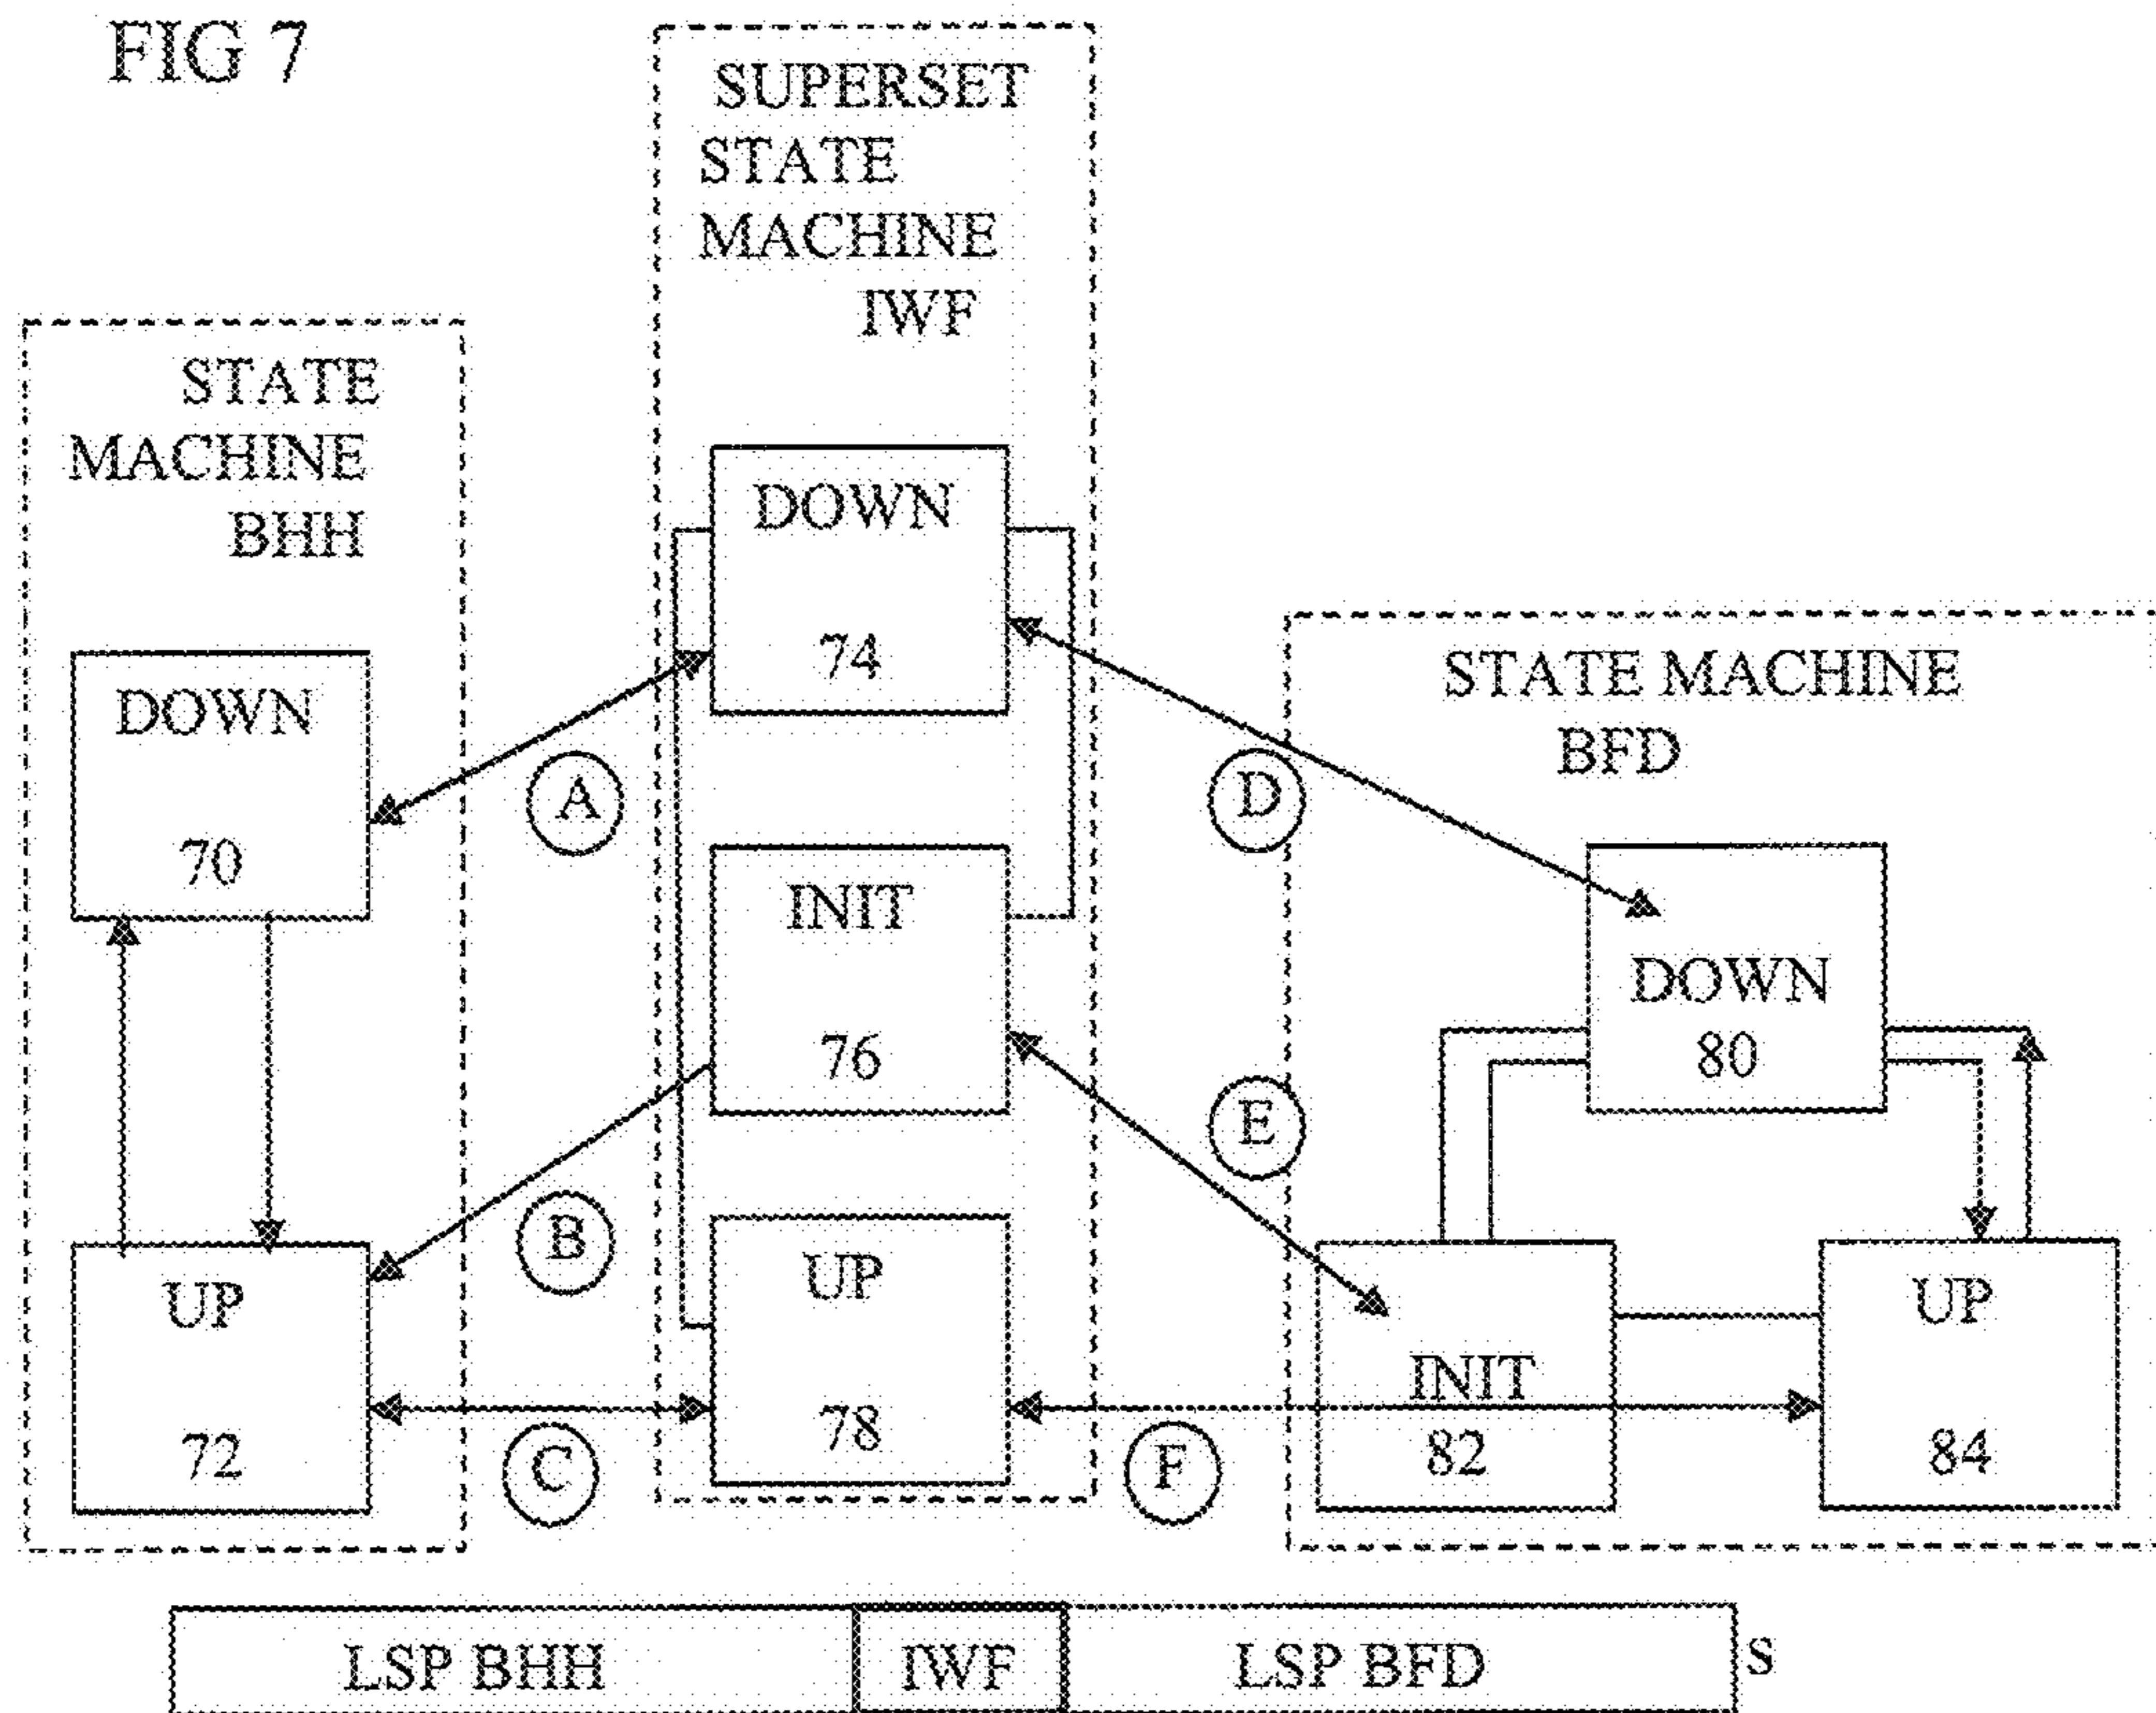 FIG 7
SUPERSET
STATE
MACHINE
IWF
STATE
MACHINE
BHH
DOWN
74
STATE MACHINE
BFD
DOWN
70
A
D
INIT
76
DOWN
80
E
B
UP
72
UP
78
INIT
82
UP
84
C
F
LSP BHH
IWF
LSP BFD
S